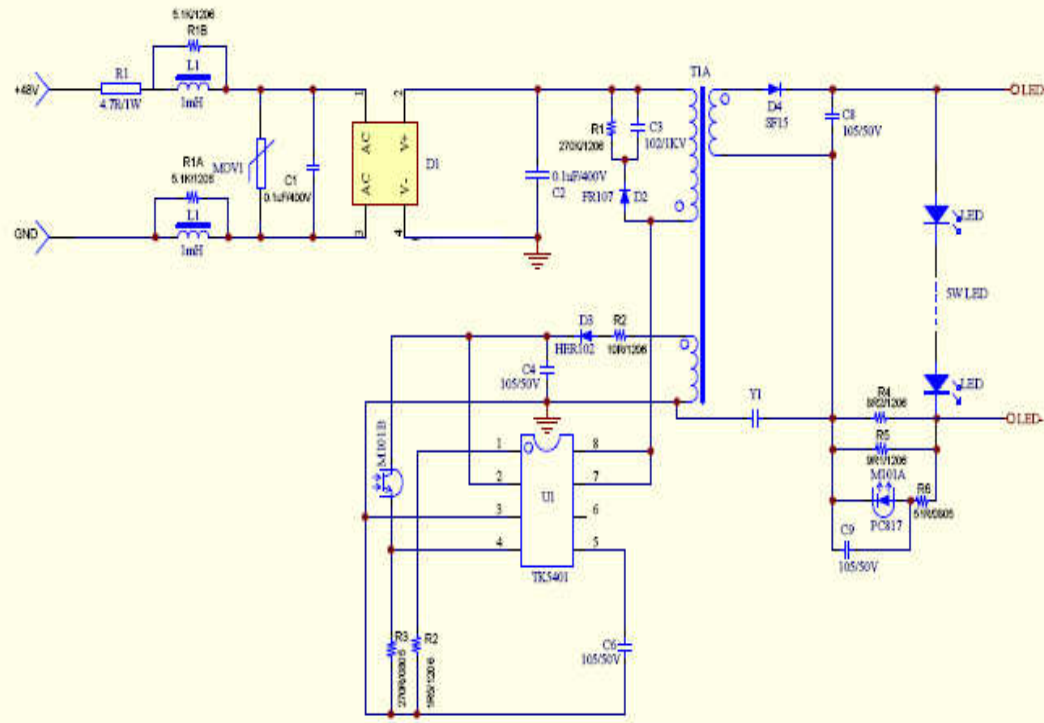 5.1K/1206
R1B
L1
1mH
+48V
R1
4.7R/1W
R1A
5.1K/1206
L1
1mH
GND
MOV1
C1
0.1uF/400V
1
2
AC
V+
AC
V-
3
4
D1
0.1uF/400V
C2
R1
270K/1206
C3
102/1KV
FR107
D2
T1A
D4
SF15
C8
105/50V
LED
LED
5W LED
LED
LED-
D3
HER102
R2
10R/1206
C4
105/50V
Y1
R4
8R2/1206
R5
9R1/1206
M101A
PC817
R6
51R/0805
C9
105/50V
M101B
1
2
3
4
8
7
6
5
U1
TK5401
R3
270R/0805
R2
1R5/1206
C6
105/50V